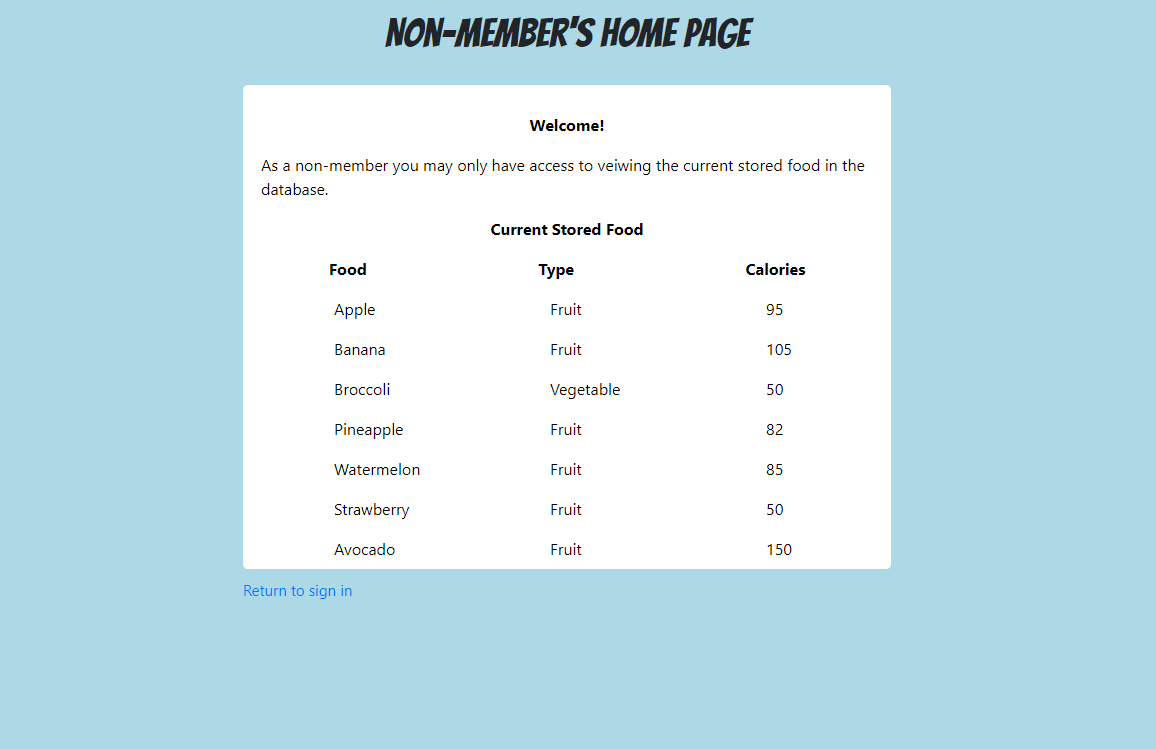 NON-MEMBER'S HOME PAGE
Welcome!
As a non-member you may only have access to veiwing the current stored food in the
database.
Current Stored Food
Food Type Calories
Apple Fruit 95
Banana Fruit 105
Broccoli Vegetable 50
Pineapple Fruit 82
Watermelon Fruit 85
Strawberry Fruit 50
Avocado Fruit 150
Return to sign in